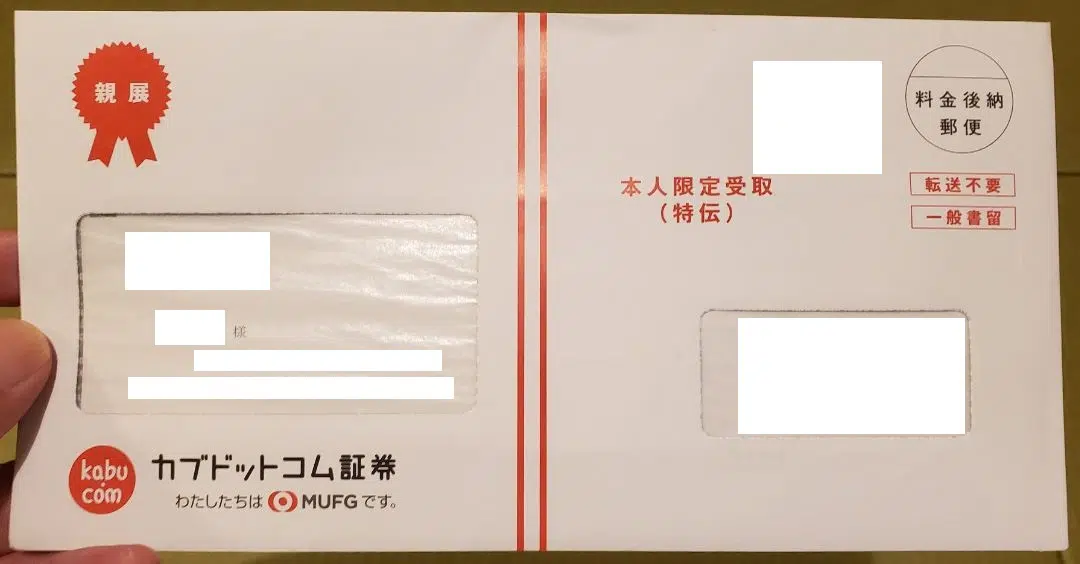 親展
様
kabu
.com
カブドットコム証券
わたしたちは MUFG です。
料金後納
郵便
本人限定受取
（特伝）
転送不要
一般書留